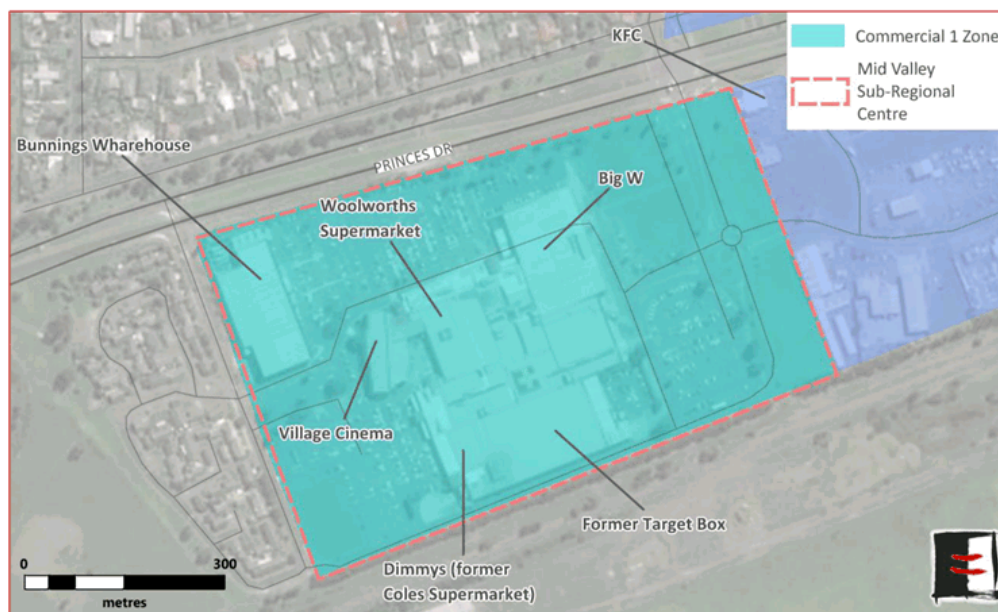 KFC
Commercial 1 Zone
Mid Valley
Sub-Regional
Centre
Bunnings Wharehouse
PRINCES DR
Woolworths
Supermarket
Big W
Village Cinema
Former Target Box
Dimmys (former
Coles Supermarket)
0
300
metres